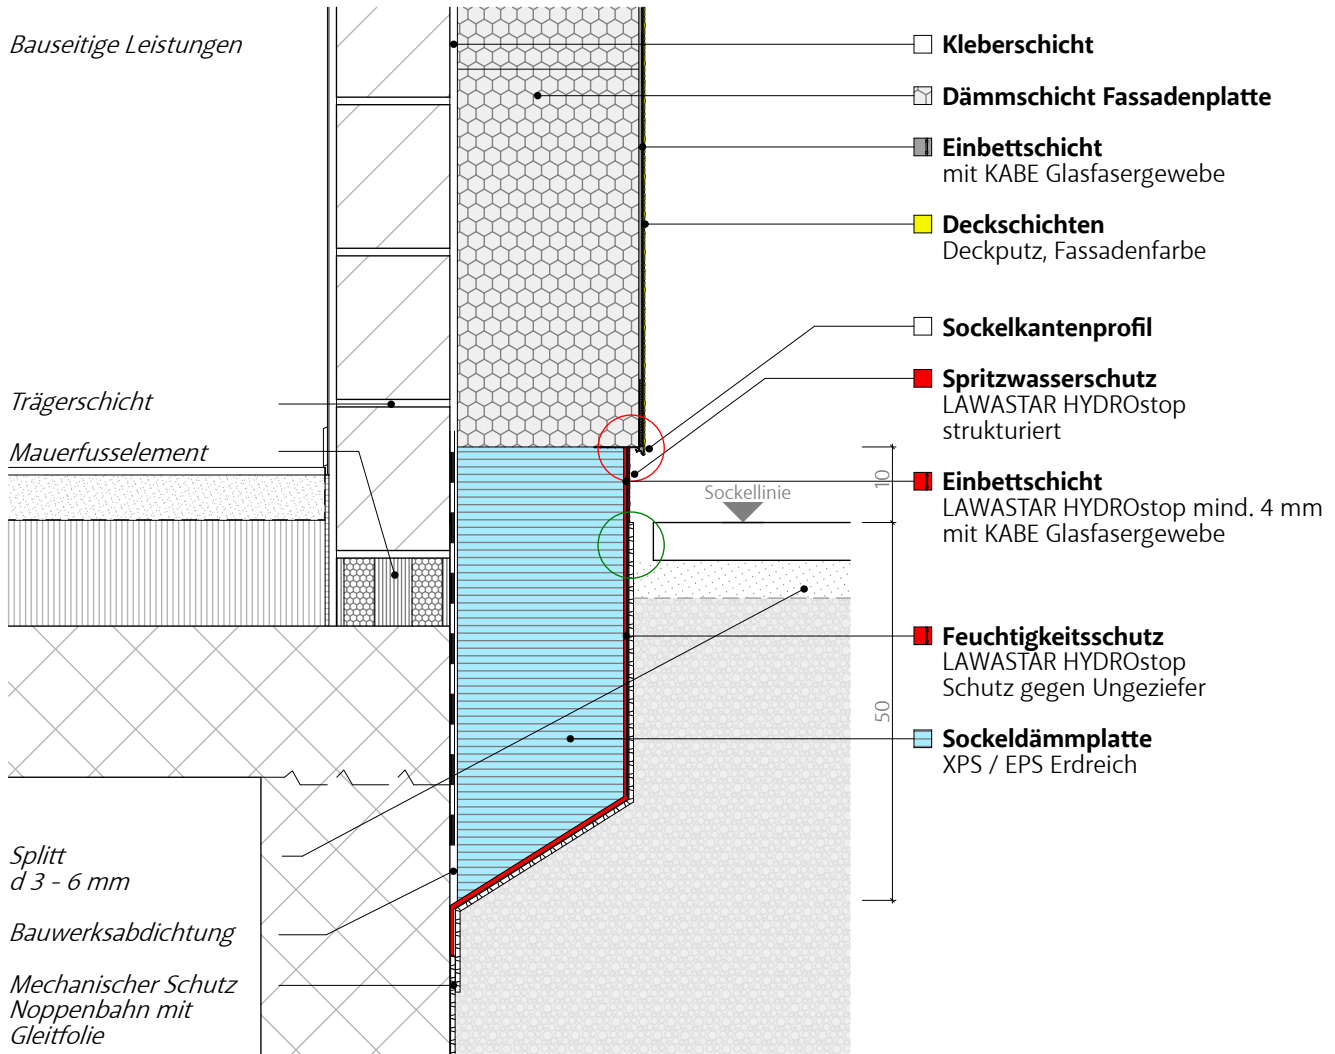 Bauseitige Leistungen
Kleberschicht
Dämmschicht Fassadenplatte
Einbettschicht
mit KABE Glasfasergewebe
Deckschichten
Deckputz, Fassadenfarbe
Sockelkantenprofil
Spritzwasserschutz
LAWASTAR HYDROstop
strukturiert
Trägerschicht
Mauerfusselement
Sockellinie
10
Einbettschicht
LAWASTAR HYDROstop mind. 4 mm
mit KABE Glasfasergewebe
Feuchtigkeitsschutz
LAWASTAR HYDROstop
Schutz gegen Ungeziefer
50
Sockeldämmplatte
XPS / EPS Erdreich
Splitt
d 3 - 6 mm
Bauwerksabdichtung
Mechanischer Schutz
Noppenbahn mit
Gleitfolie